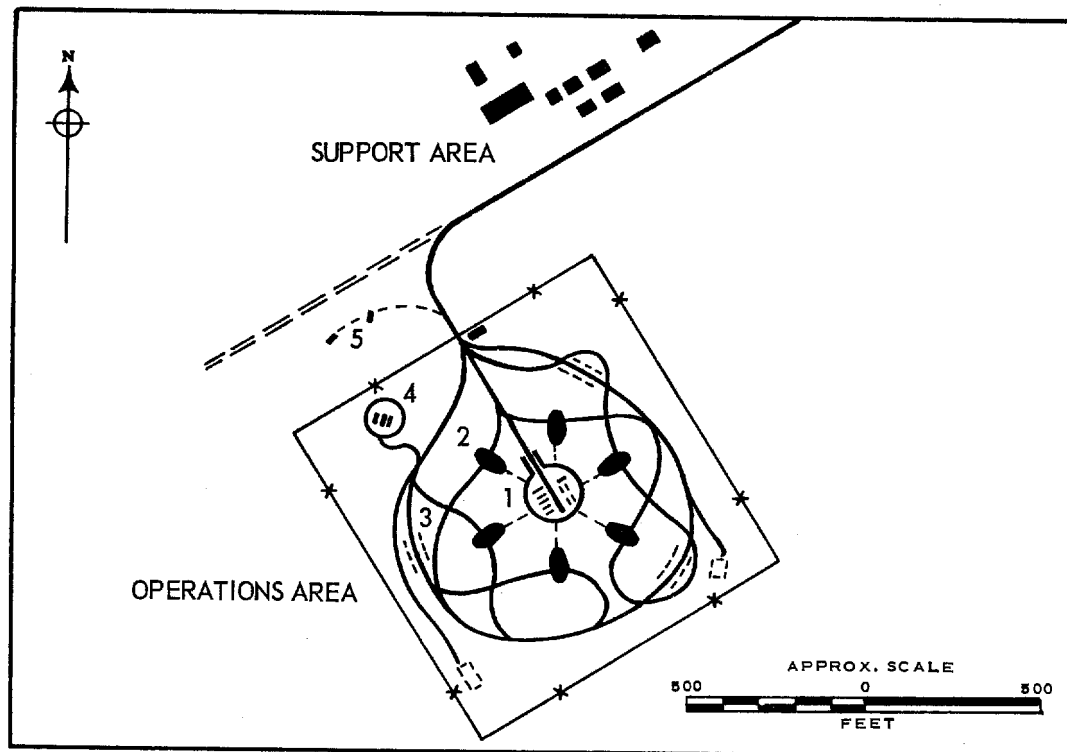 N
SUPPORT AREA
5
4
2
1
3
OPERATIONS AREA
APPROX. SCALE
500 0 500
FEET